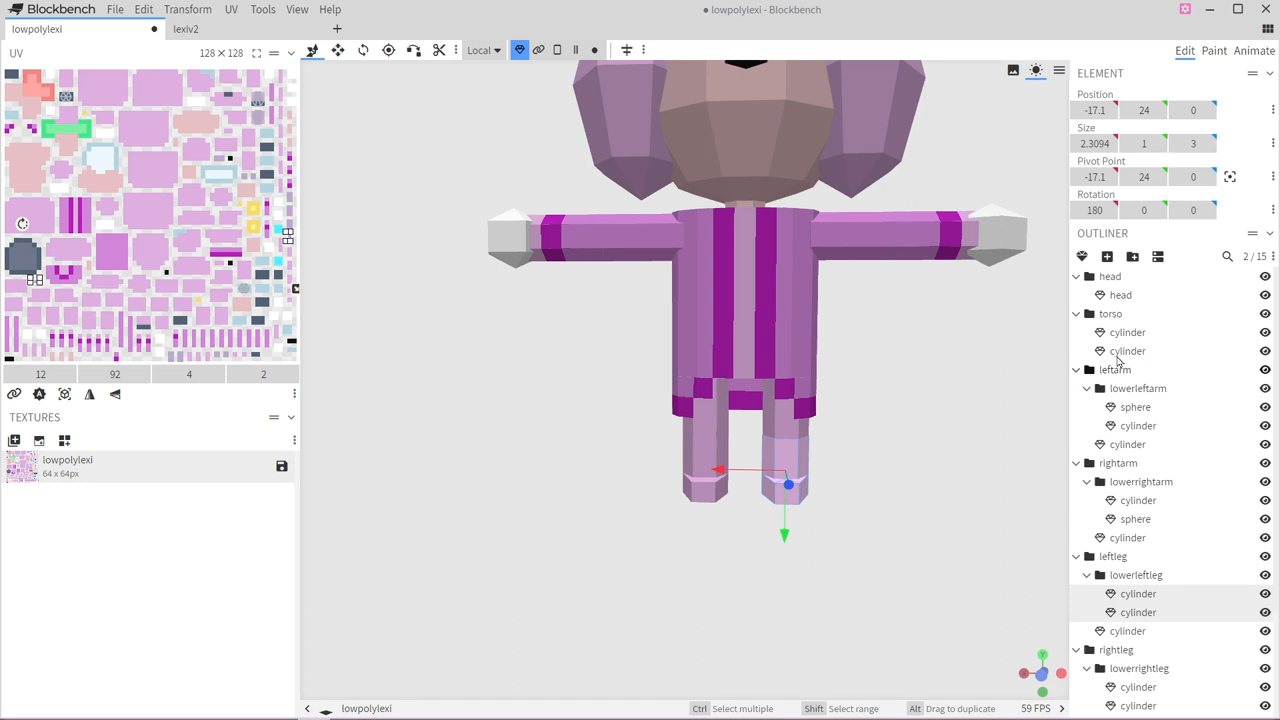 Blockbench File Edit Transform UV Tools View Help
● lowpolylexi - Blockbench
lowpolylexi
lexiv2
UV 128 × 128
Local
Edit Paint Animate
ELEMENT
Position
-17.1 24 0
Size
2.3094 1 3
Pivot Point
-17.1 24 0
Rotation
180 0 0
OUTLINER
2 / 15
head
head
torso
cylinder
cylinder
leftarm
lowerleftarm
sphere
cylinder
cylinder
rightarm
lowerrightarm
cylinder
sphere
cylinder
leftleg
lowerleftleg
cylinder
cylinder
cylinder
rightleg
lowerrightleg
cylinder
cylinder
12 92 4 2
TEXTURES
lowpolylexi
64 x 64px
Y
lowpolylexi
Ctrl Select multiple Shift Select range Alt Drag to duplicate 59 FPS